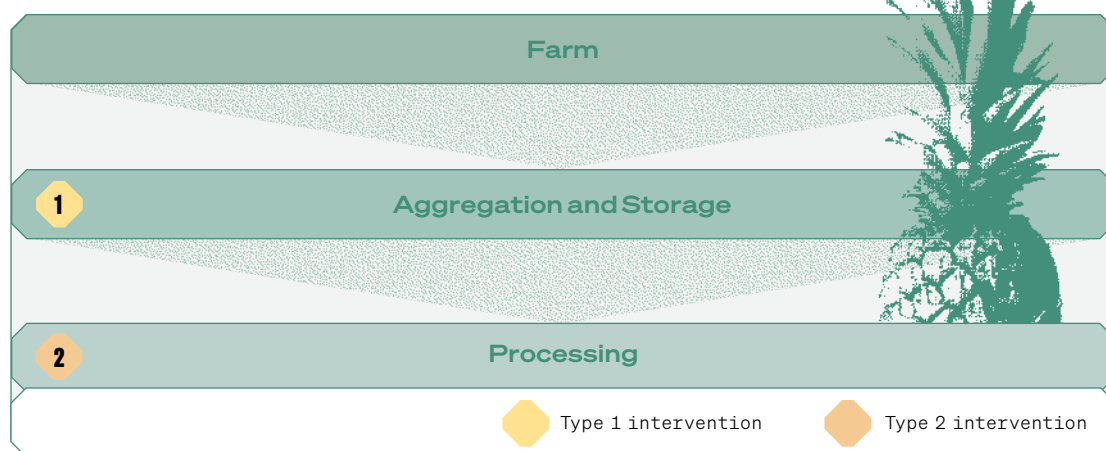 Farm
1 Aggregation and Storage
2 Processing
Type 1 intervention Type 2 intervention